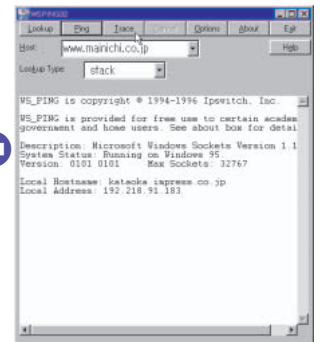 WSPING32
Lookup Ping Trace Cancel Options About Exit
Host: www.mainichi.co.jp Help
Lookup Type: stack
WS_PING is copyright © 1994-1996 Ipswitch, Inc.
WS_PING is provided for free use to certain academ
government and home users. See about box for detai
Description: Microsoft Windows Sockets Version 1.1
System Status: Running on Windows 95.
Version: 0101 0101 Max Sockets: 32767
Local Hostname: kataoka.impress.co.jp
Local Address: 192.218.91.183